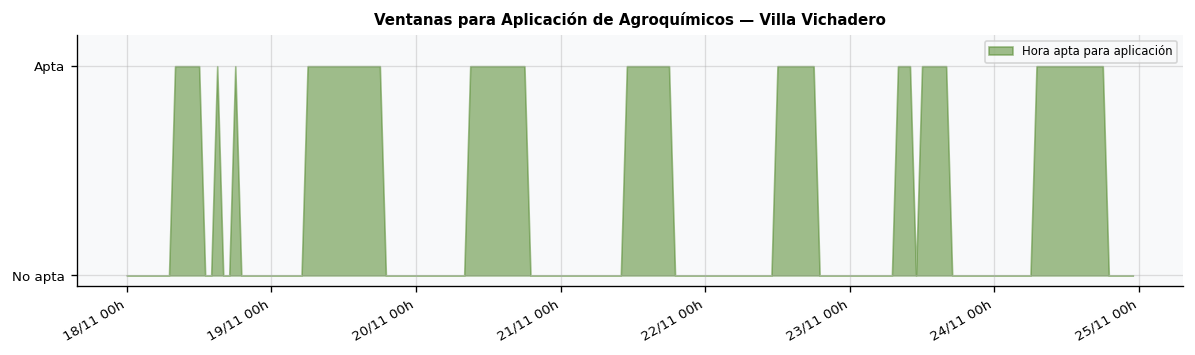 Ventanas para Aplicación de Agroquímicos — Villa Vichadero
Hora apta para aplicación
Apta
No apta
18/11 00h
19/11 00h
20/11 00h
21/11 00h
22/11 00h
23/11 00h
24/11 00h
25/11 00h